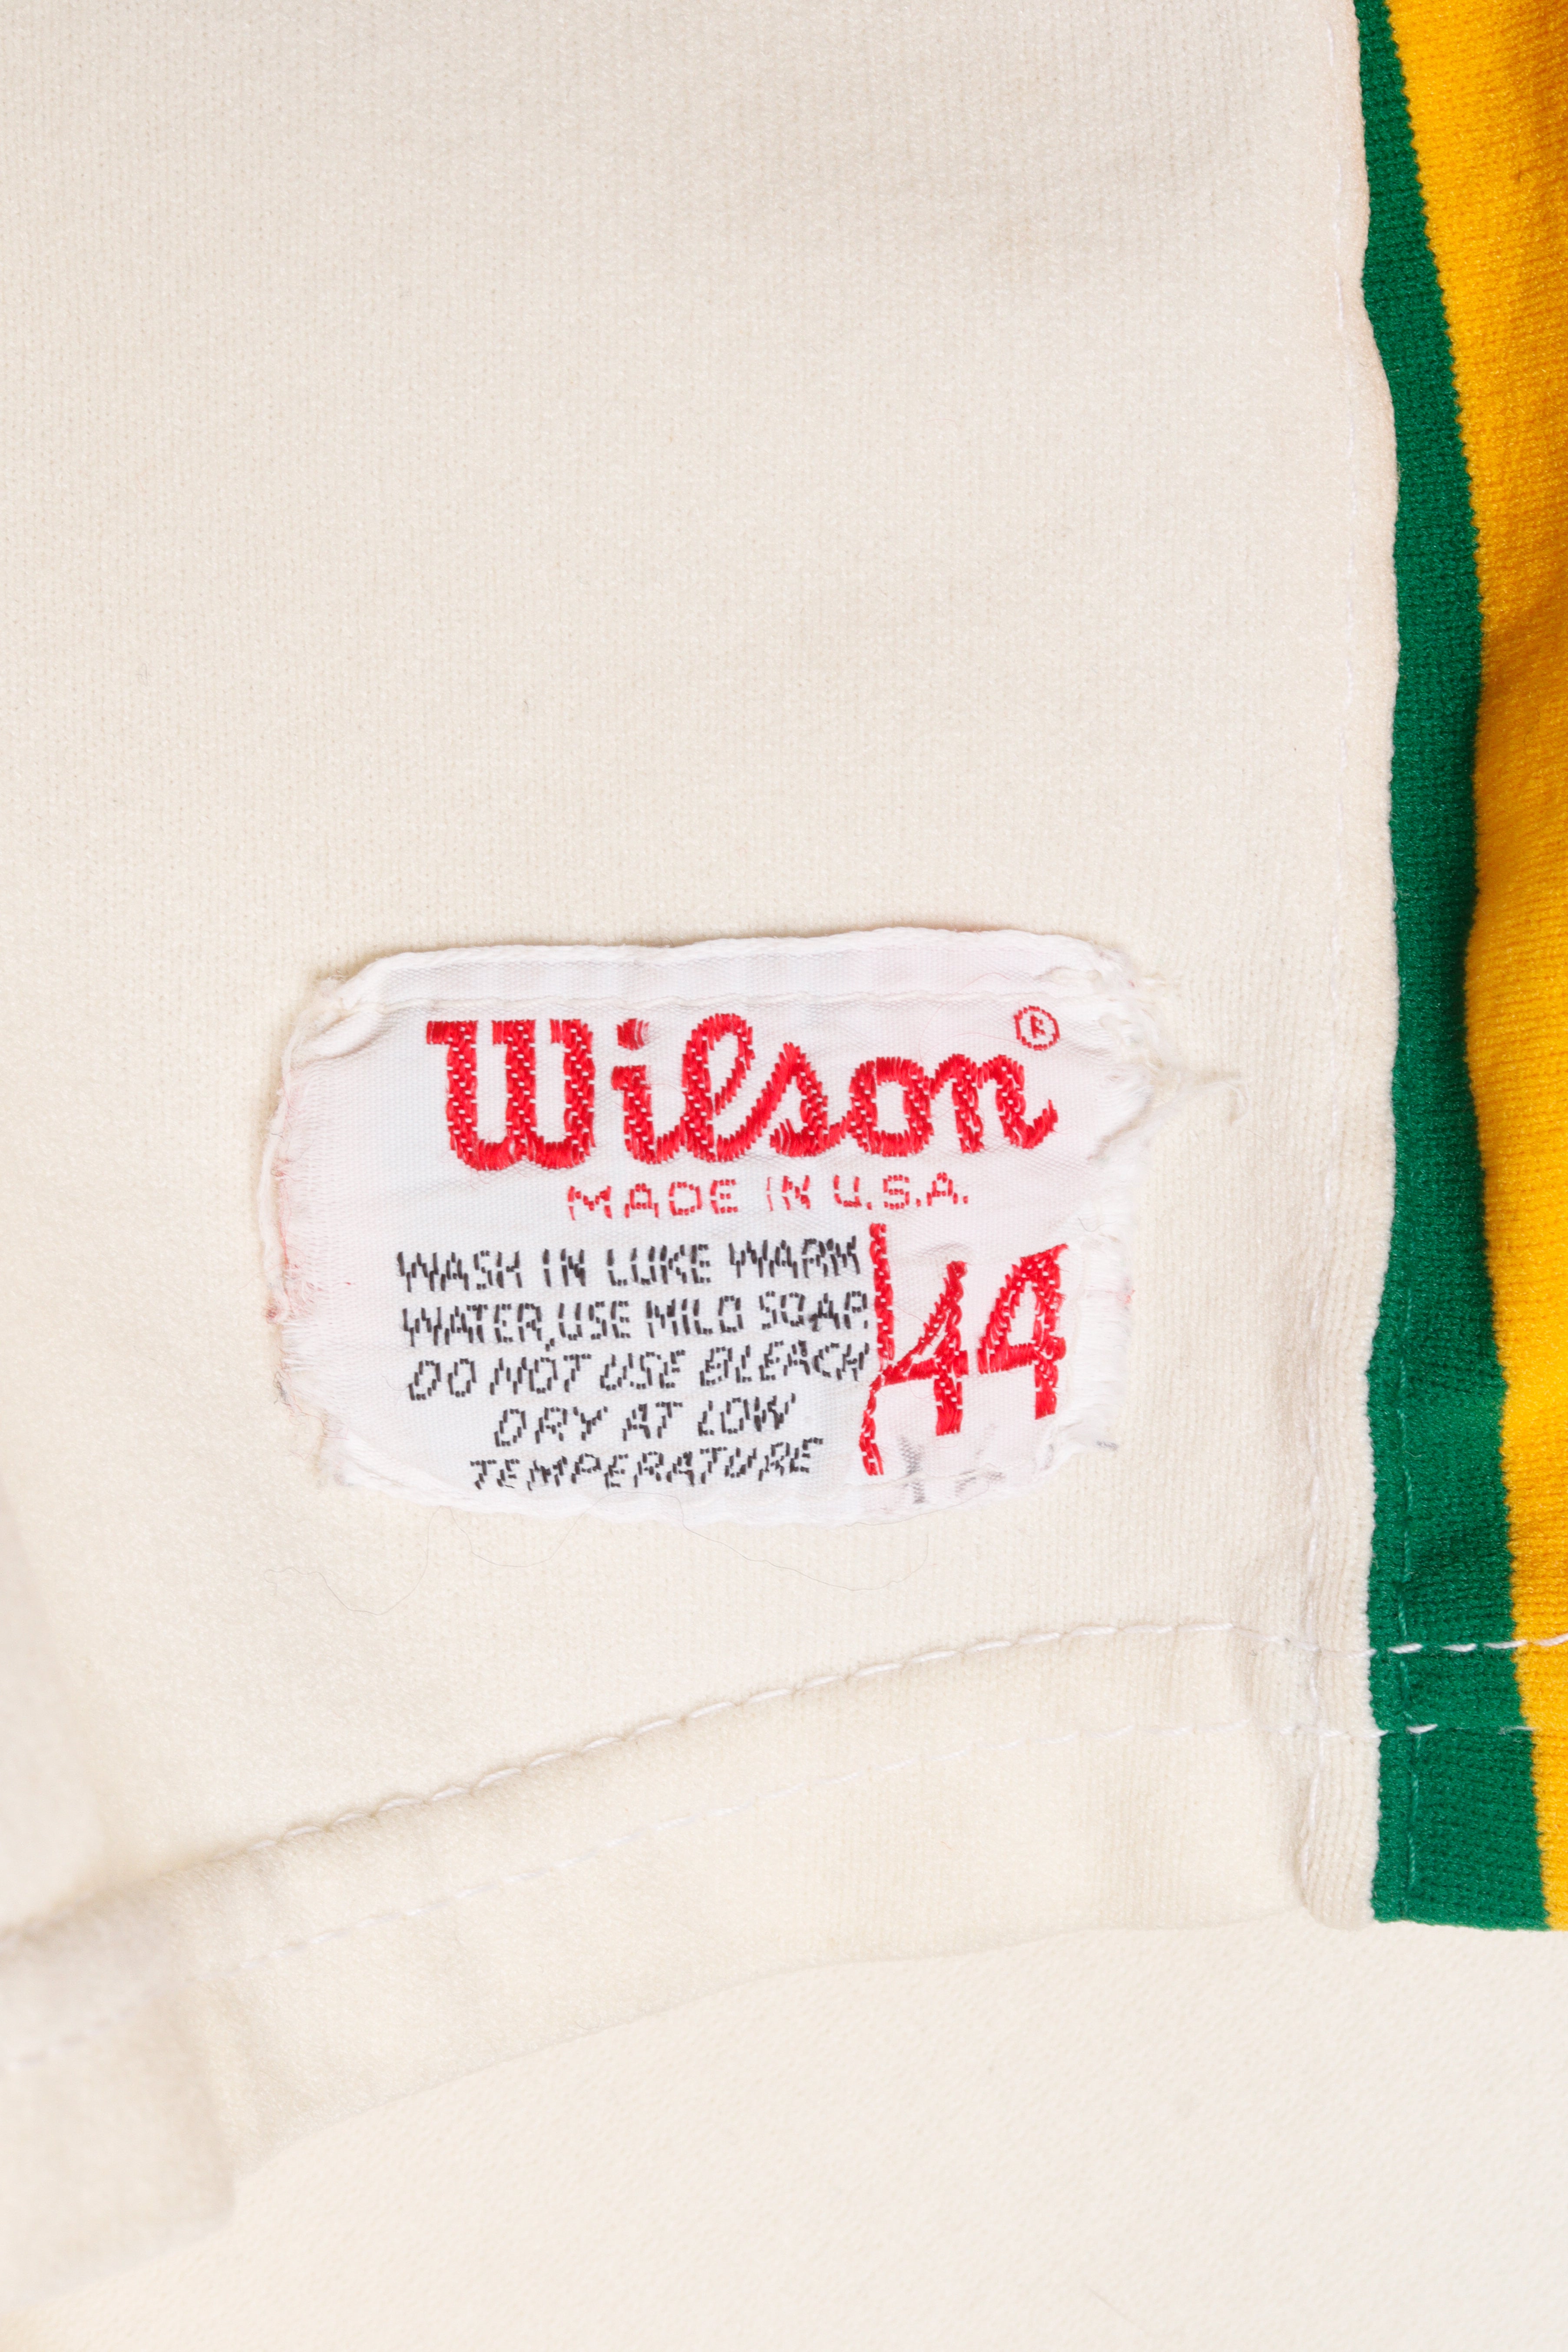 Wilson®
MADE IN U.S.A.
WASH IN LUKE WARM
WATER,USE MILD SOAP.
DO NOT USE BLEACH
DRY AT LOW
TEMPERATURE
44